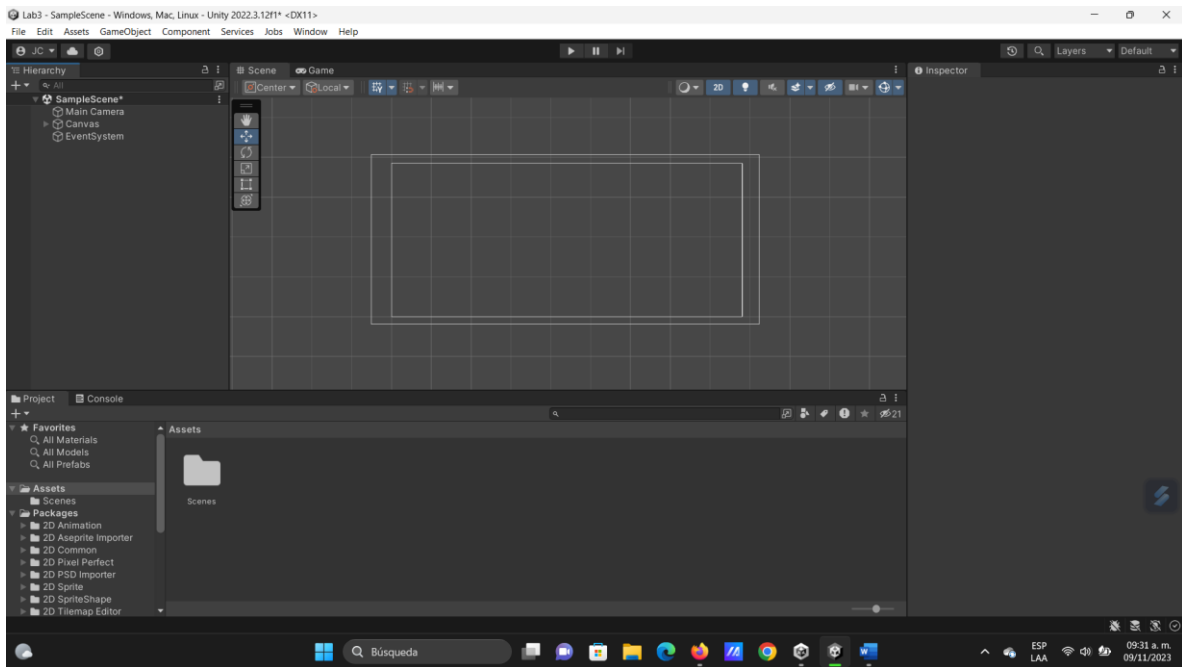 Lab3 - SampleScene - Windows, Mac, Linux - Unity 2022.3.12f1* <DX11>
File Edit Assets GameObject Component Services Jobs Window Help
JC Layers Default
Hierarchy
All
SampleScene*
Main Camera
Canvas
EventSystem
Scene Game
Center Local 2D
Inspector
Project Console
21
Favorites
All Materials
All Models
All Prefabs
Assets
Scenes
Packages
2D Animation
2D Aseprite Importer
2D Common
2D Pixel Perfect
2D PSD Importer
2D Sprite
2D SpriteShape
2D Tilemap Editor
Assets
Scenes
Búsqueda
ESP
LAA
09:31 a. m.
09/11/2023